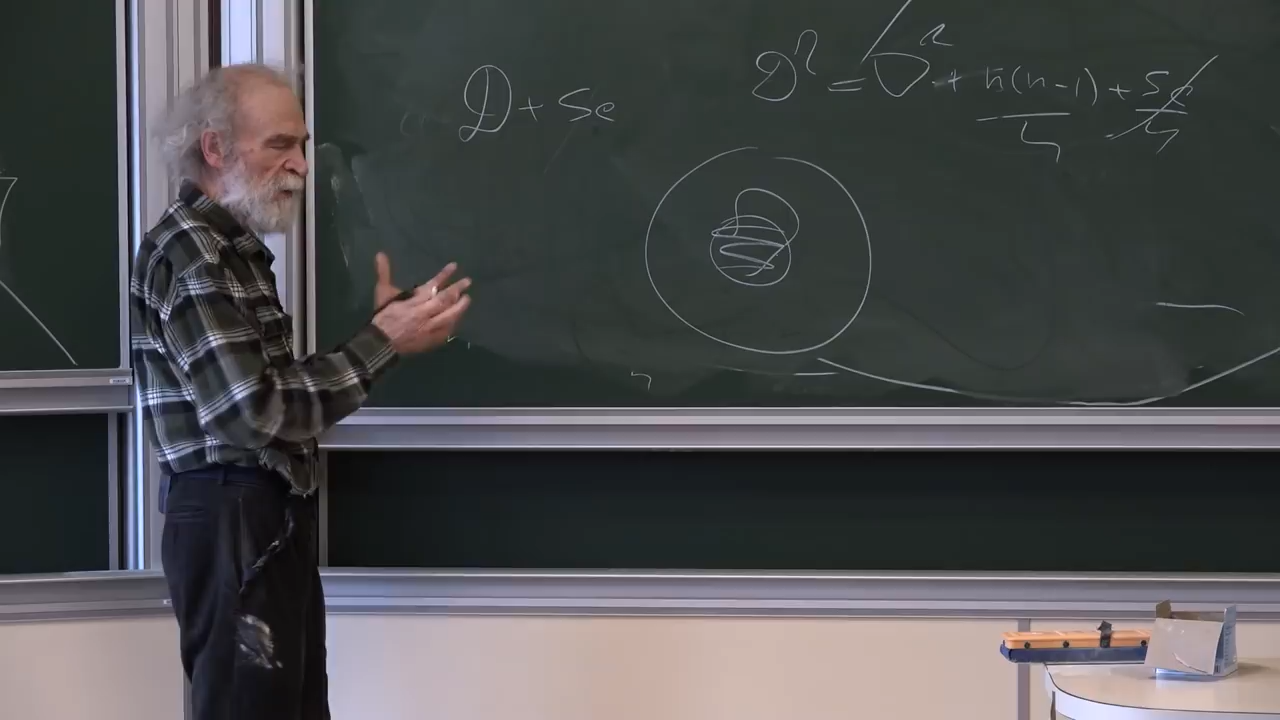 D² = ∇² + n(n-1)/4 + Sc/4
D + Sc